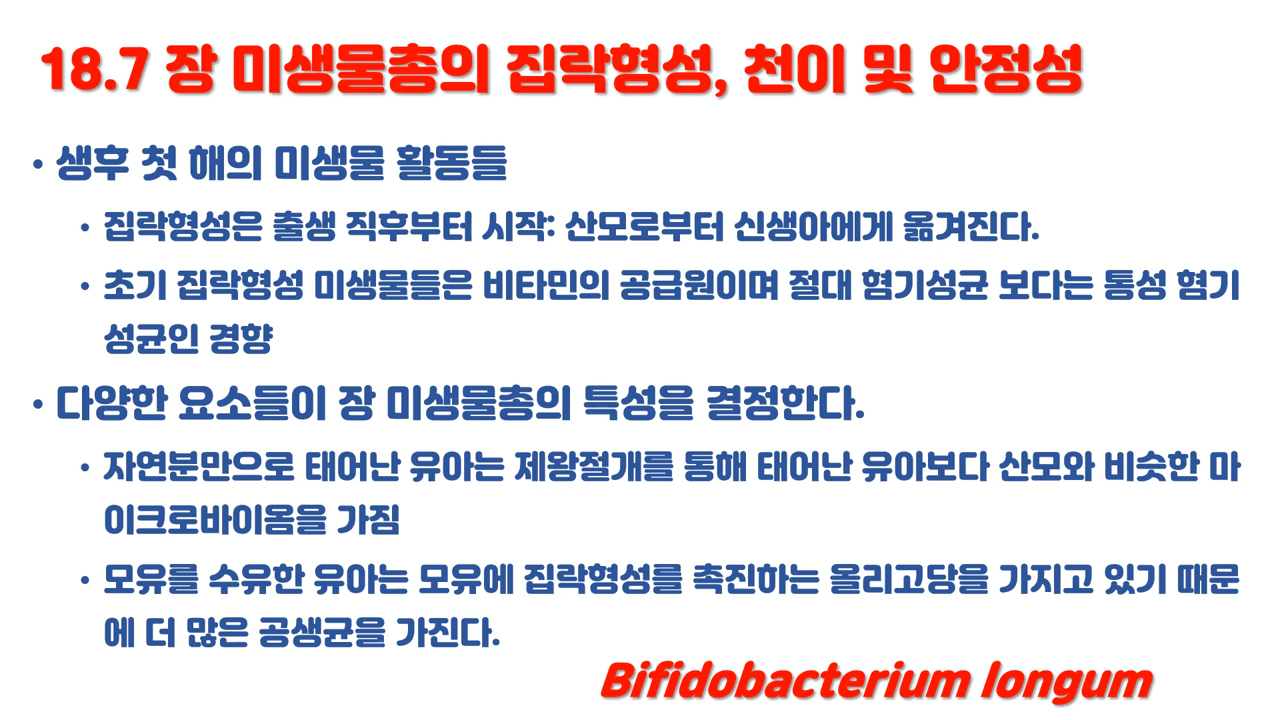 18.7 장 미생물총의 집락형성, 천이 및 안정성
• 생후 첫 해의 미생물 활동들
• 집락형성은 출생 직후부터 시작: 산모로부터 신생아에게 옮겨진다.
• 초기 집락형성 미생물들은 비타민의 공급원이며 절대 혐기성균 보다는 통성 혐기
성균인 경향
• 다양한 요소들이 장 미생물총의 특성을 결정한다.
• 자연분만으로 태어난 유아는 제왕절개를 통해 태어난 유아보다 산모와 비슷한 마
이크로바이옴을 가짐
• 모유를 수유한 유아는 모유에 집락형성를 촉진하는 올리고당을 가지고 있기 때문
에 더 많은 공생균을 가진다.
Bifidobacterium longum